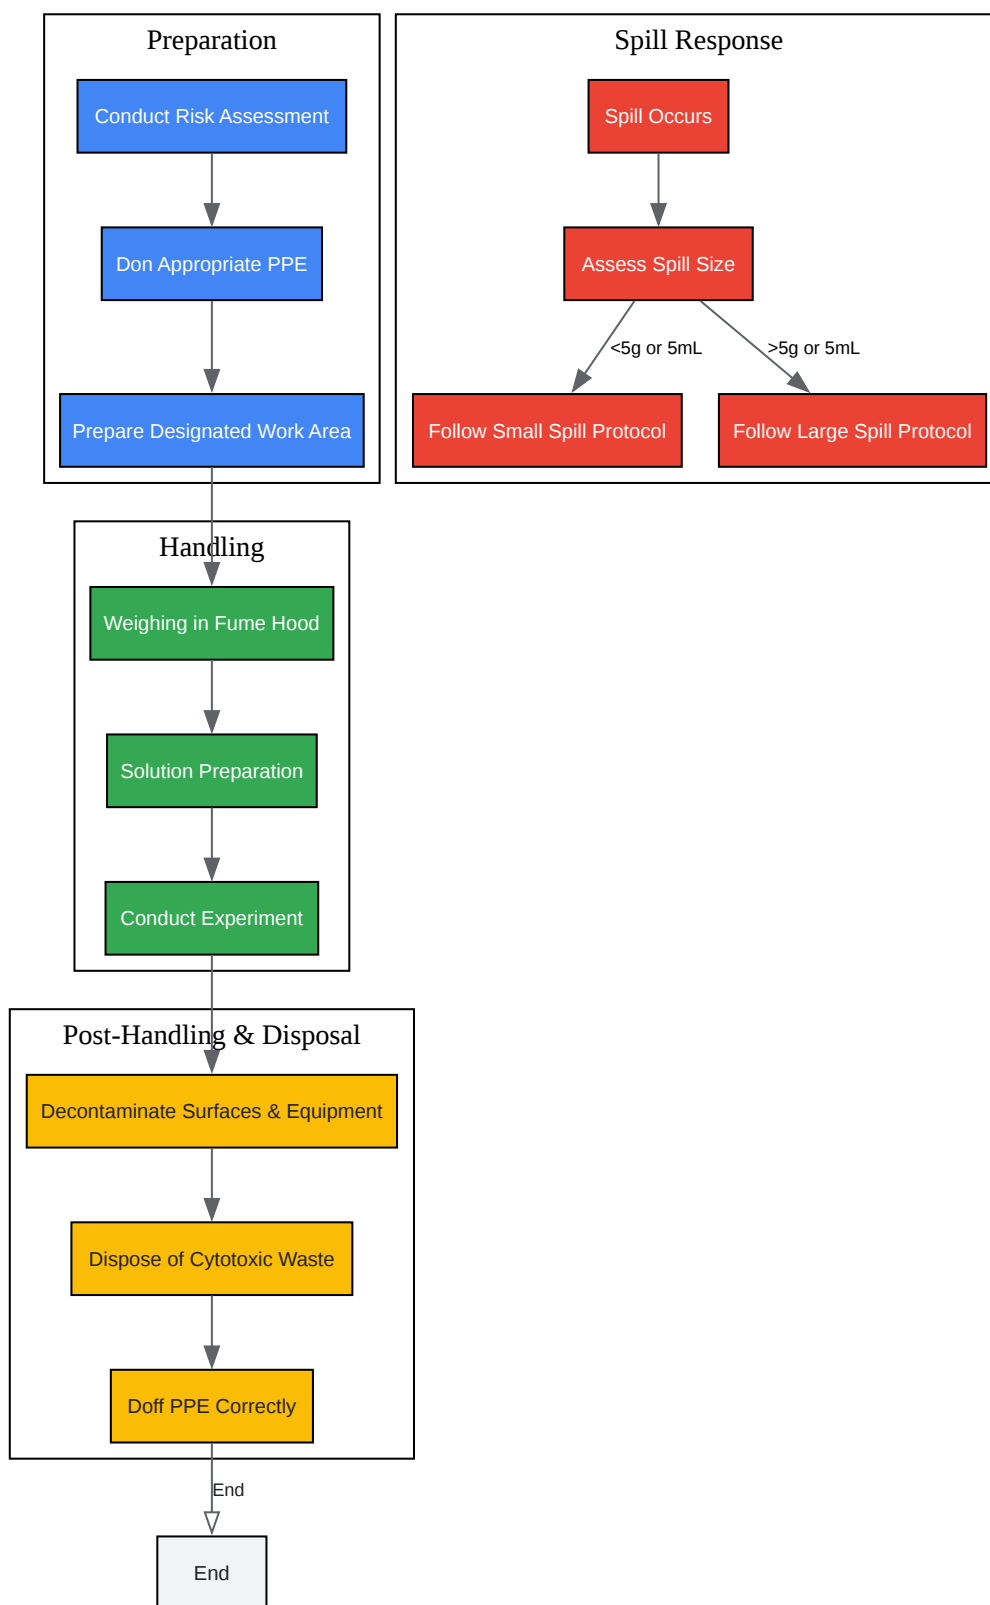 Preparation
Conduct Risk Assessment
Don Appropriate PPE
Prepare Designated Work Area
Spill Response
Spill Occurs
Assess Spill Size
<5g or 5mL
>5g or 5mL
Follow Small Spill Protocol
Follow Large Spill Protocol
Handling
Weighing in Fume Hood
Solution Preparation
Conduct Experiment
Post-Handling & Disposal
Decontaminate Surfaces & Equipment
Dispose of Cytotoxic Waste
Doff PPE Correctly
End
End